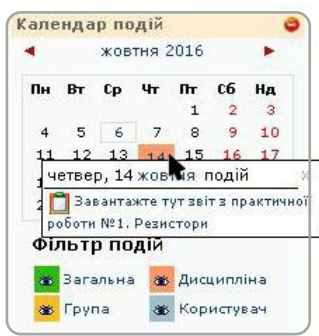 Календар подій
жовтня 2016
Пн Вт Ср Чт Пт Сб Нд
1 2 3
4 5 6 7 8 9 10
11 12 13 14 15 16 17
четвер, 14 жовтня подій
Завантажте тут звіт з практичної
роботи №1. Резистори
Фільтр подій
Загальна Дисципліна
Група Користувач